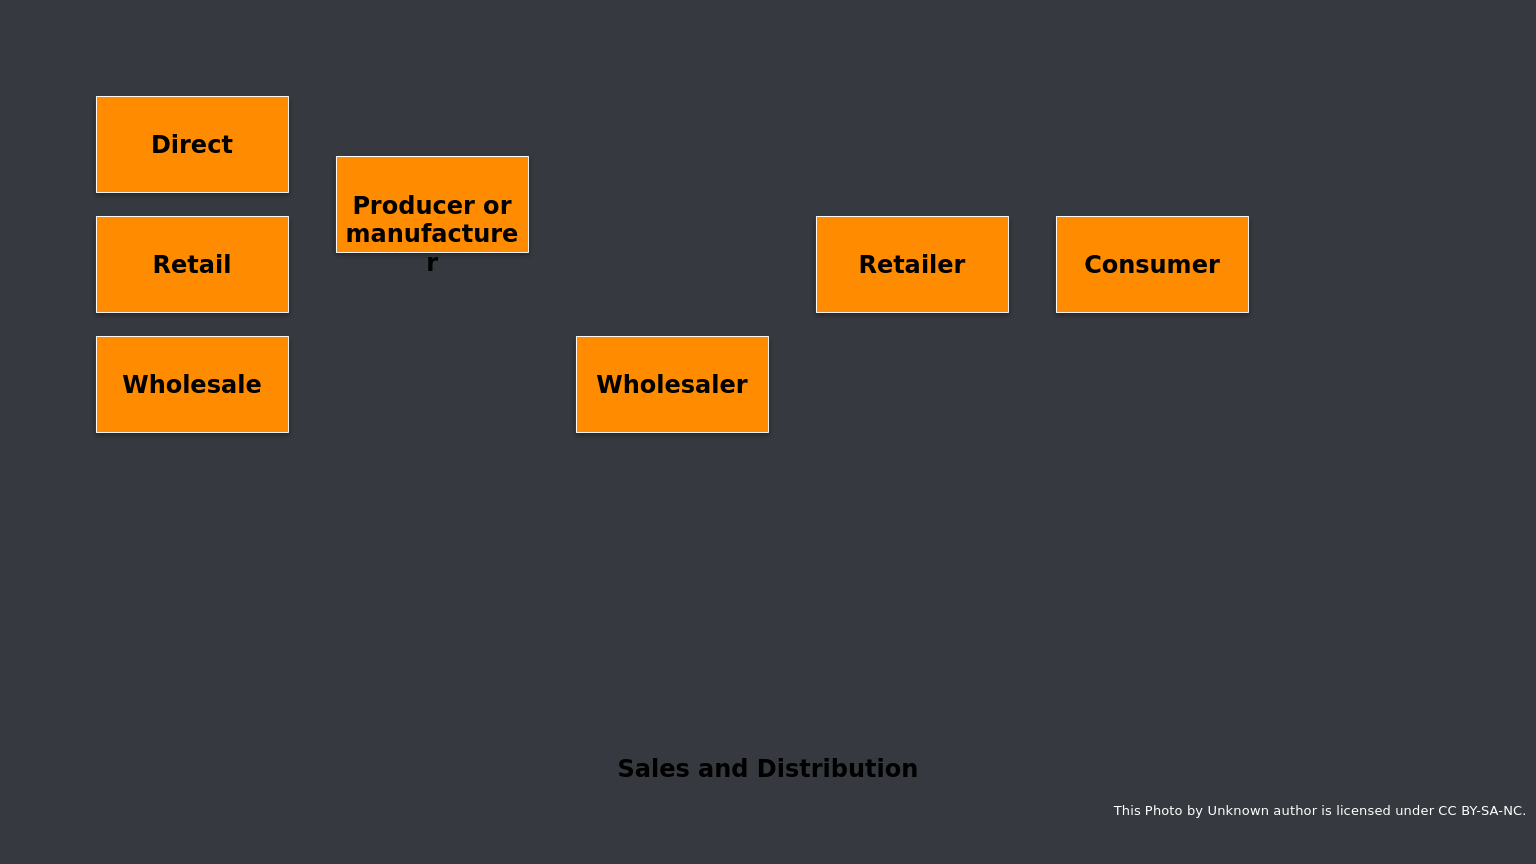 Direct
Producer or
manufacture
r
Retail
Retailer
Consumer
Wholesale
Wholesaler
Sales and Distribution
This Photo by Unknown author is licensed under CC BY-SA-NC.